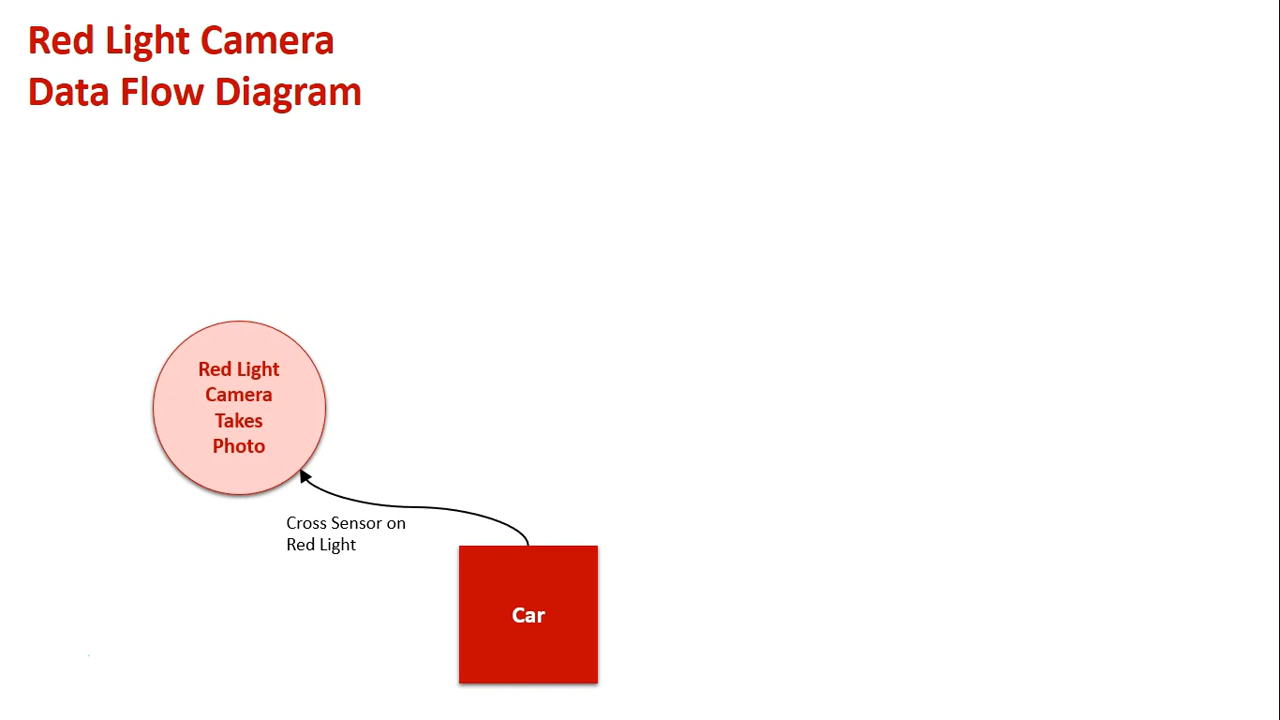 Red Light Camera
Data Flow Diagram
Red Light
Camera
Takes
Photo
Cross Sensor on
Red Light
Car